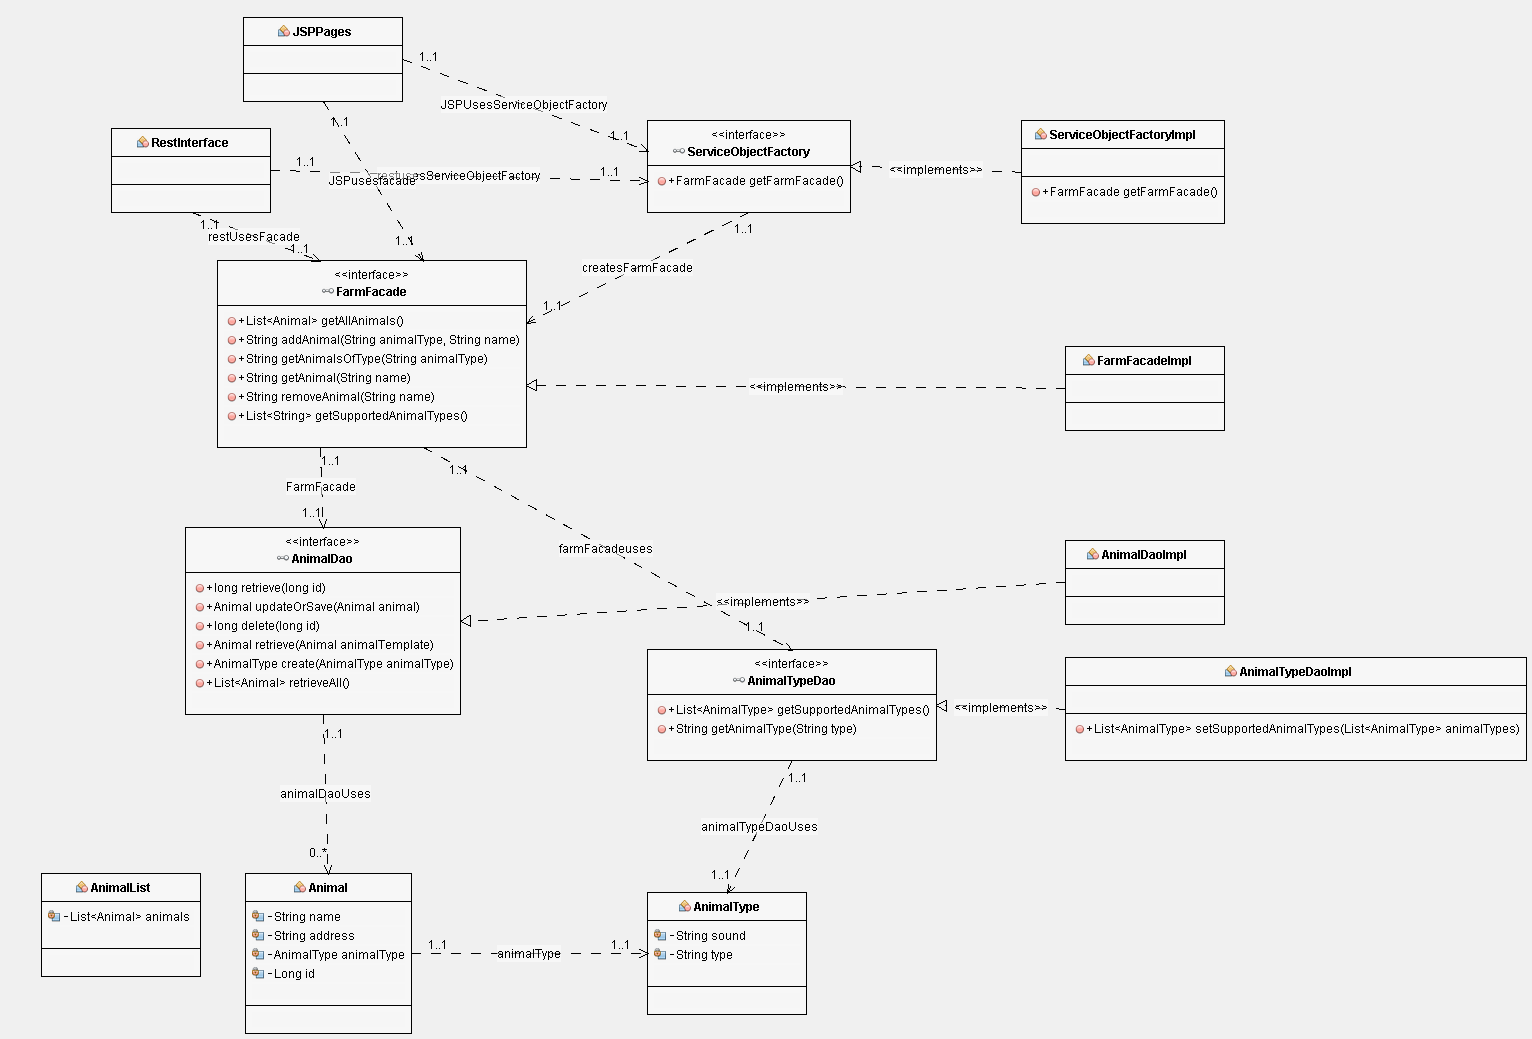 JSPPages
1..1
JSPUsesServiceObjectFactory
1..1
1..1
RestInterface
1..1
restusesServiceObjectFactory
1..1
JSPusesfacade
1..1
<<interface>>
ServiceObjectFactory
+FarmFacade getFarmFacade()
<<implements>>
ServiceObjectFactoryImpl
+FarmFacade getFarmFacade()
1..1
restUsesFacade
1..1
1..1
createsFarmFacade
1..1
<<interface>>
FarmFacade
+List<Animal> getAllAnimals()
+String addAnimal(String animalType, String name)
+String getAnimalsOfType(String animalType)
+String getAnimal(String name)
+String removeAnimal(String name)
+List<String> getSupportedAnimalTypes()
<<implements>>
FarmFacadeImpl
1..1
FarmFacade
1..1
1..1
farmFacadeuses
1..1
<<interface>>
AnimalDao
+long retrieve(long id)
+Animal updateOrSave(Animal animal)
+long delete(long id)
+Animal retrieve(Animal animalTemplate)
+AnimalType create(AnimalType animalType)
+List<Animal> retrieveAll()
<<implements>>
AnimalDaoImpl
<<interface>>
AnimalTypeDao
+List<AnimalType> getSupportedAnimalTypes()
+String getAnimalType(String type)
<<implements>>
AnimalTypeDaoImpl
+List<AnimalType> setSupportedAnimalTypes(List<AnimalType> animalTypes)
1..1
animalDaoUses
0..*
1..1
animalTypeDaoUses
1..1
AnimalList
-List<Animal> animals
Animal
-String name
-String address
-AnimalType animalType
-Long id
1..1
animalType
1..1
AnimalType
-String sound
-String type